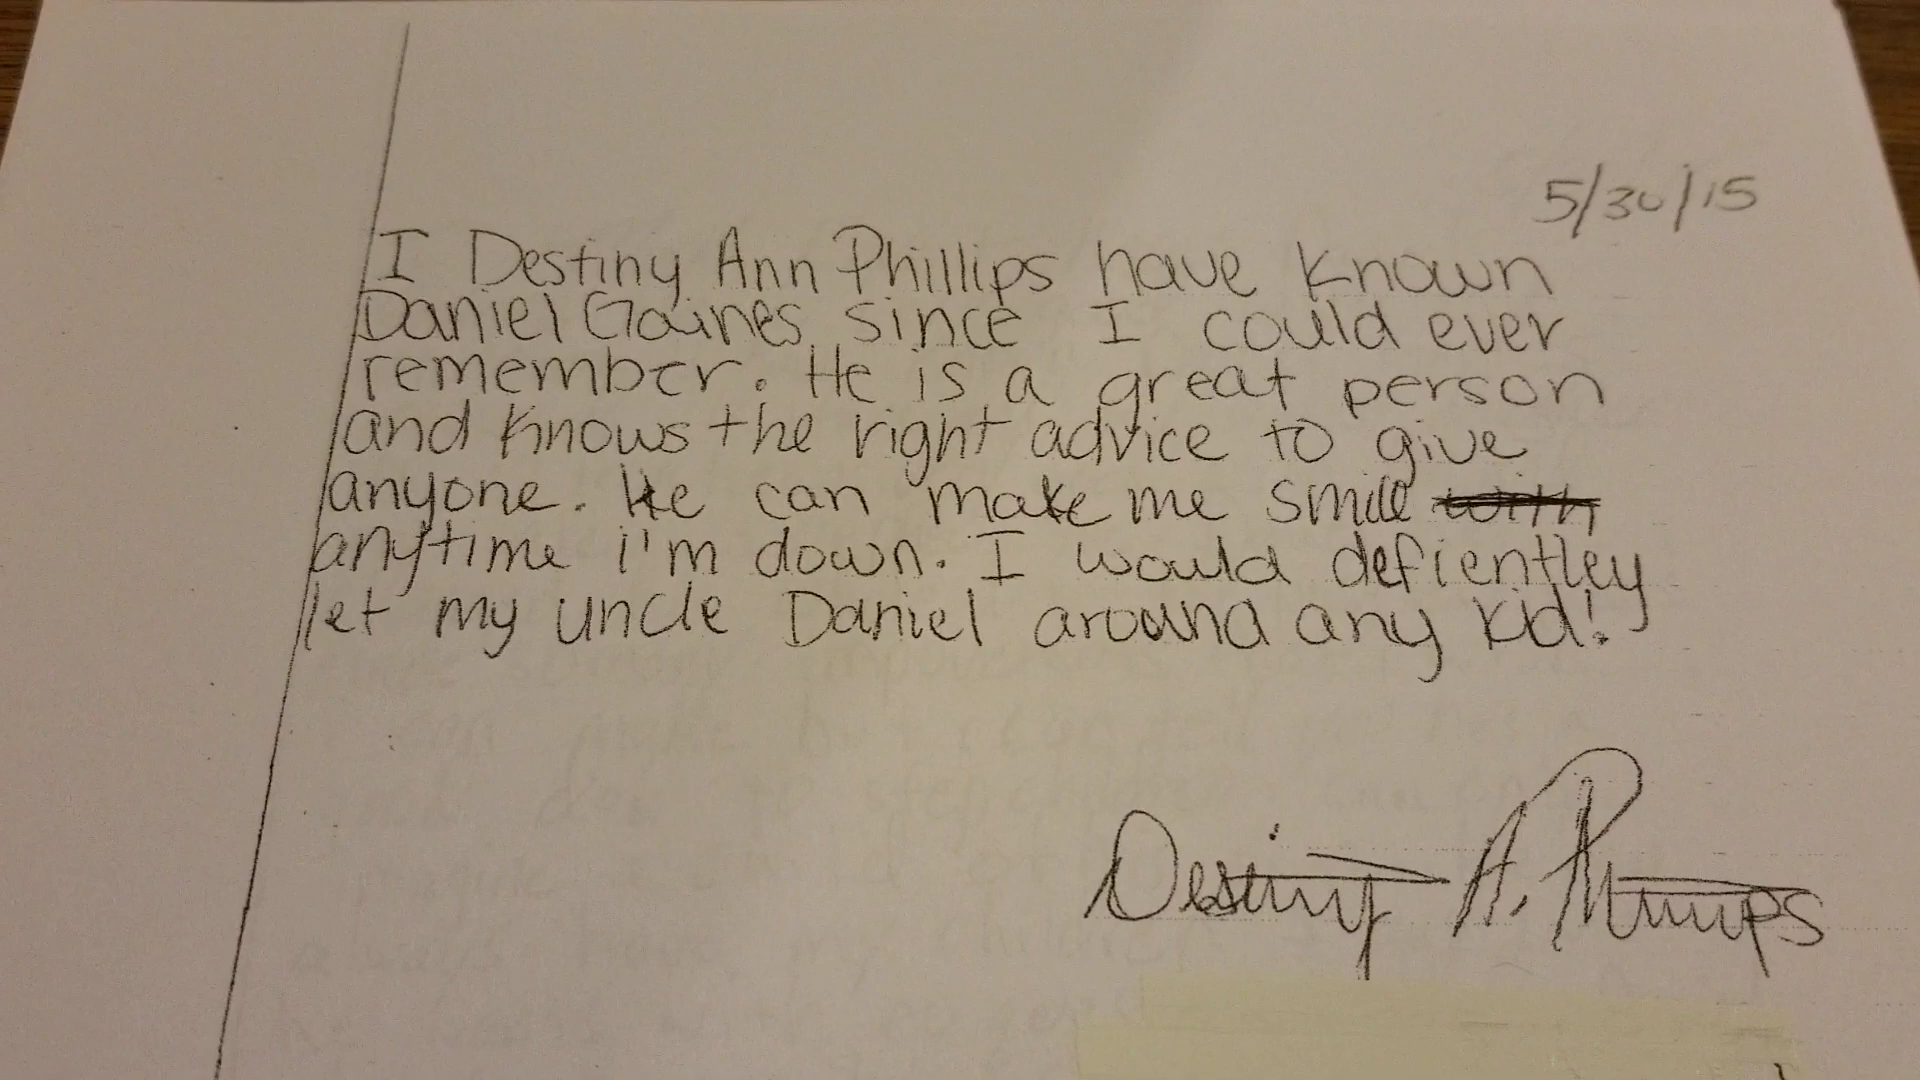 5/30/15
I Destiny Ann Phillips have known
Daniel Gaines since I could ever
remember. He is a great person
and knows the right advice to give
anyone. He can make me smile with
anytime i'm down. I would defientley
let my uncle Daniel around any kid!
Destiny A. Phillips